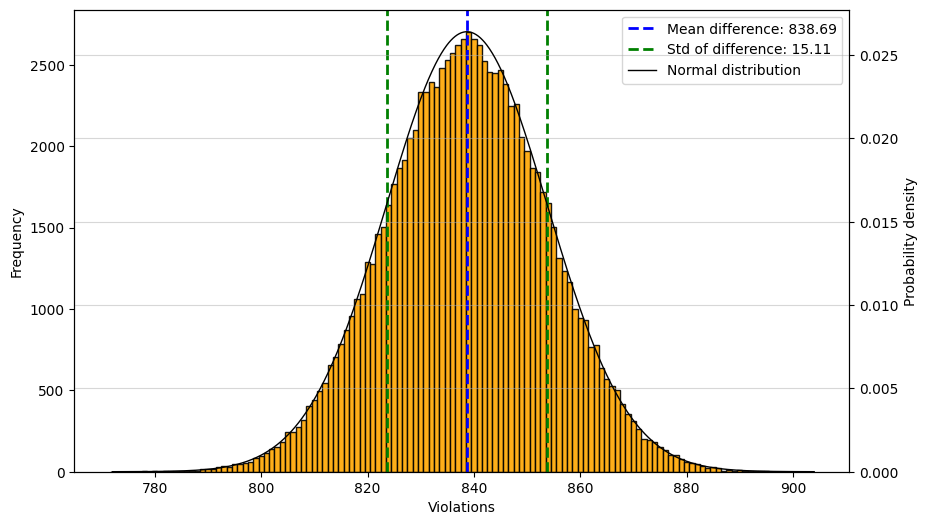 Mean difference: 838.69
Std of difference: 15.11
Normal distribution
Frequency
2500
2000
1500
1000
500
0
0.025
0.020
0.015
0.010
0.005
0.000
Probability density
780 800 820 840 860 880 900
Violations